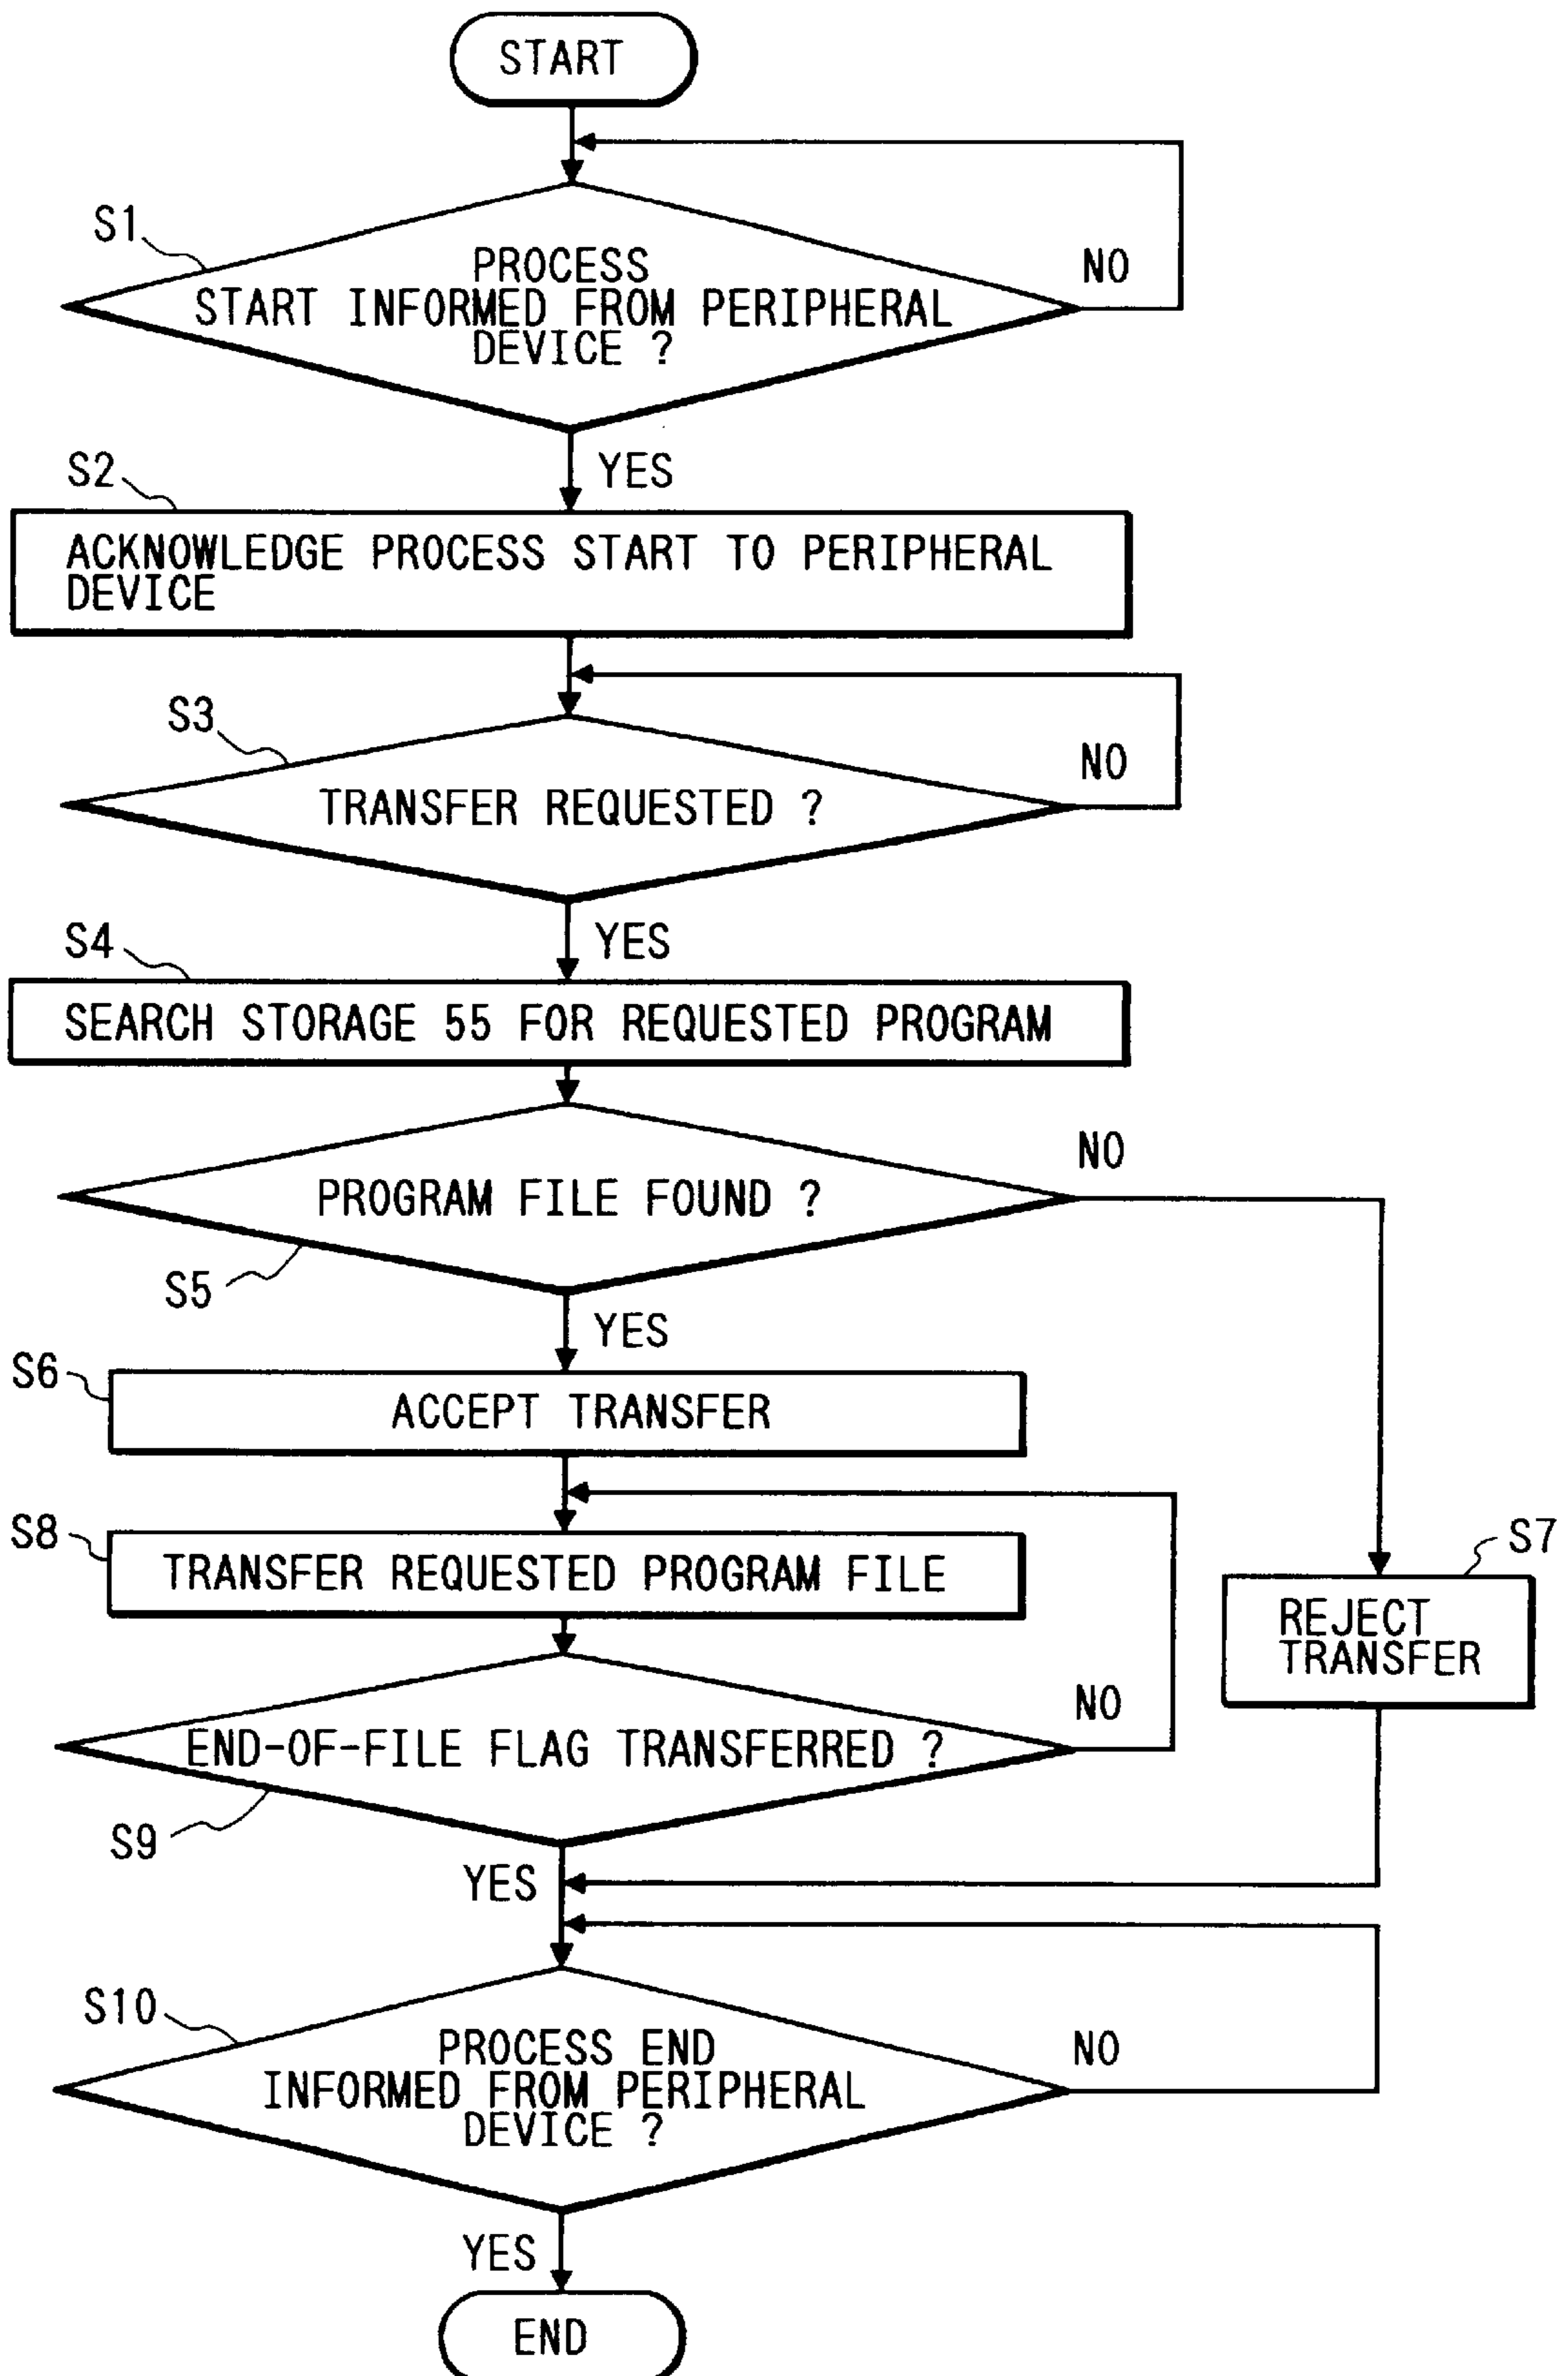 START
S1
PROCESS
START INFORMED FROM PERIPHERAL
DEVICE ?
NO
YES
S2
ACKNOWLEDGE PROCESS START TO PERIPHERAL
DEVICE
S3
TRANSFER REQUESTED ?
NO
YES
S4
SEARCH STORAGE 55 FOR REQUESTED PROGRAM
PROGRAM FILE FOUND ?
NO
S5
YES
S6
ACCEPT TRANSFER
S8
TRANSFER REQUESTED PROGRAM FILE
S7
REJECT
TRANSFER
END-OF-FILE FLAG TRANSFERRED ?
NO
S9
YES
S10
PROCESS END
INFORMED FROM PERIPHERAL
DEVICE ?
NO
YES
END